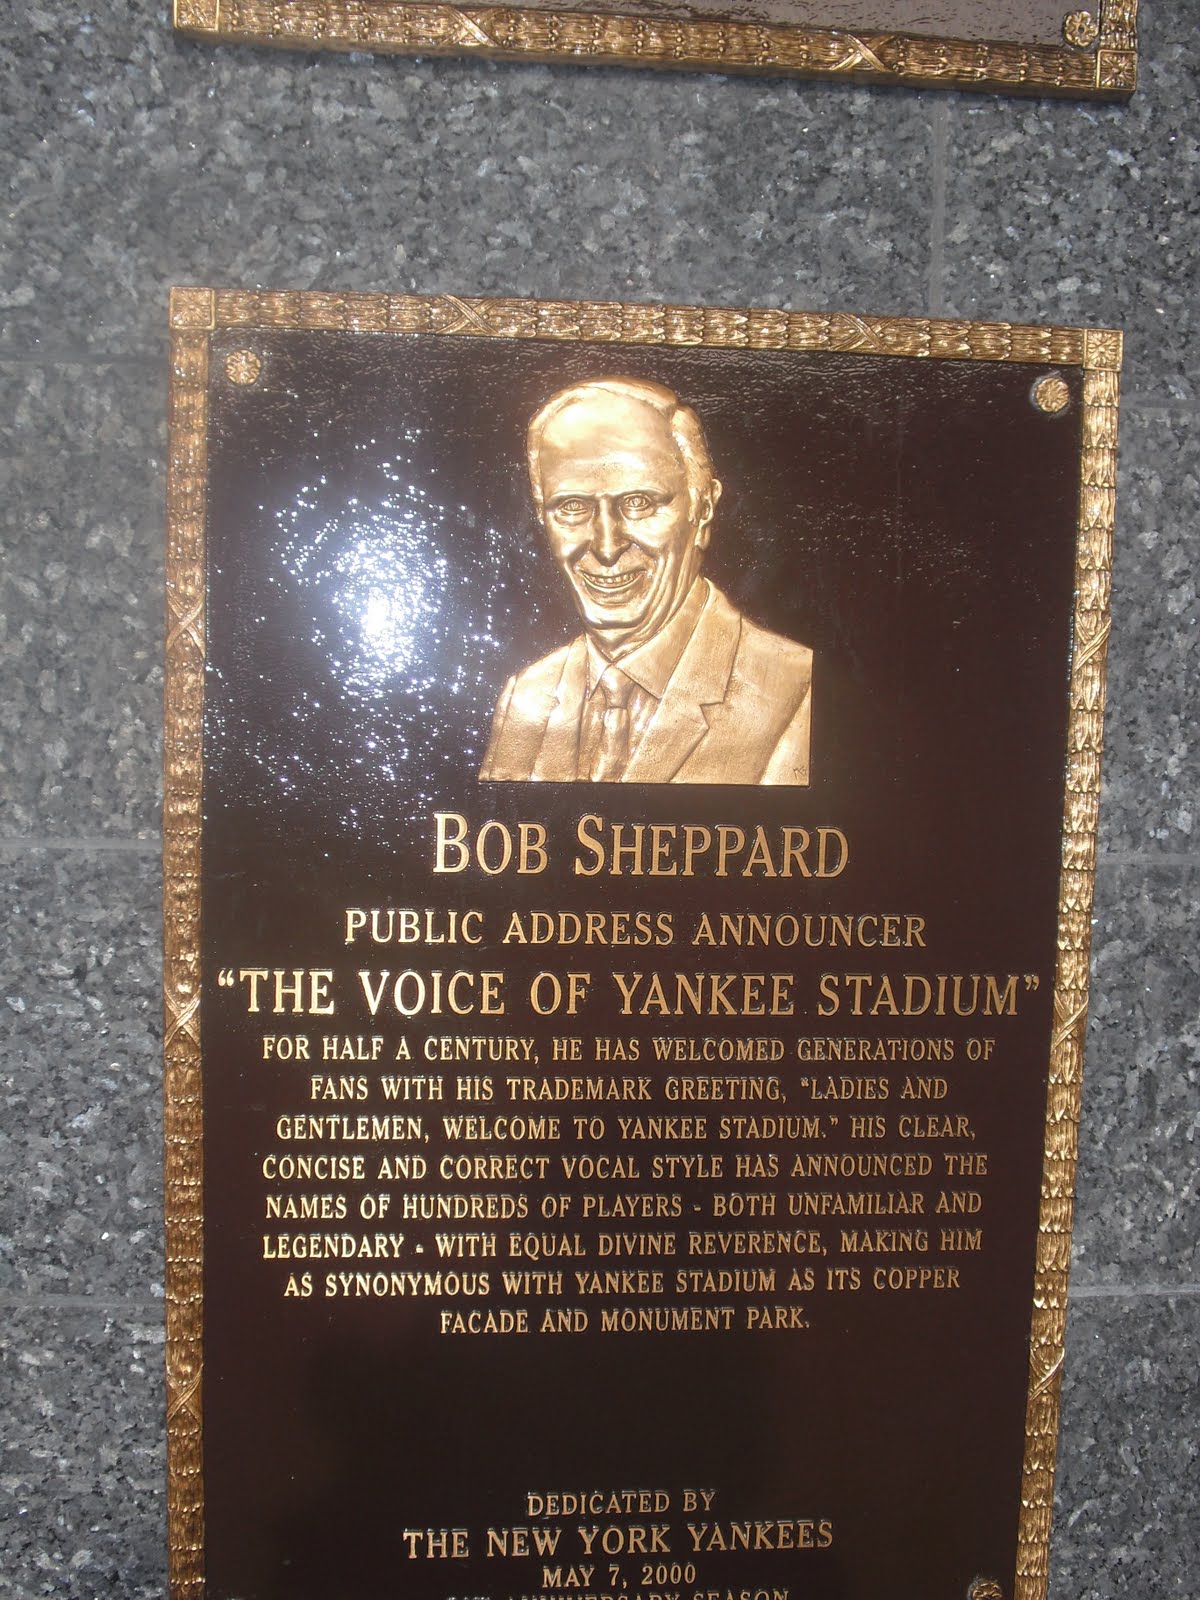 BOB SHEPPARD
PUBLIC ADDRESS ANNOUNCER
"THE VOICE OF YANKEE STADIUM"
FOR HALF A CENTURY, HE HAS WELCOMED GENERATIONS OF
FANS WITH HIS TRADEMARK GREETING, "LADIES AND
GENTLEMEN, WELCOME TO YANKEE STADIUM." HIS CLEAR,
CONCISE AND CORRECT VOCAL STYLE HAS ANNOUNCED THE
NAMES OF HUNDREDS OF PLAYERS - BOTH UNFAMILIAR AND
LEGENDARY - WITH EQUAL DIVINE REVERENCE, MAKING HIM
AS SYNONYMOUS WITH YANKEE STADIUM AS ITS COPPER
FACADE AND MONUMENT PARK.
DEDICATED BY
THE NEW YORK YANKEES
MAY 7, 2000
ANNIVERSARY SEASON